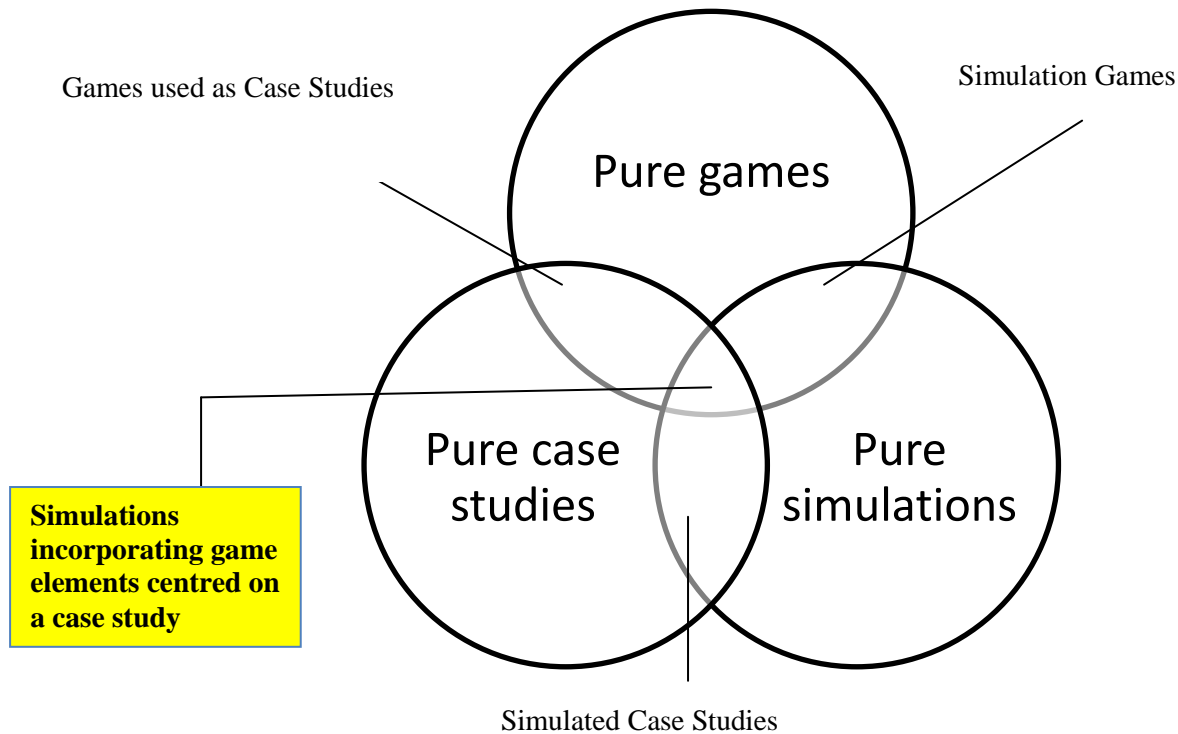 Games used as Case Studies
Simulation Games
Pure games
Pure case
studies
Pure
simulations
Simulations
incorporating game
elements centred on
a case study
Simulated Case Studies